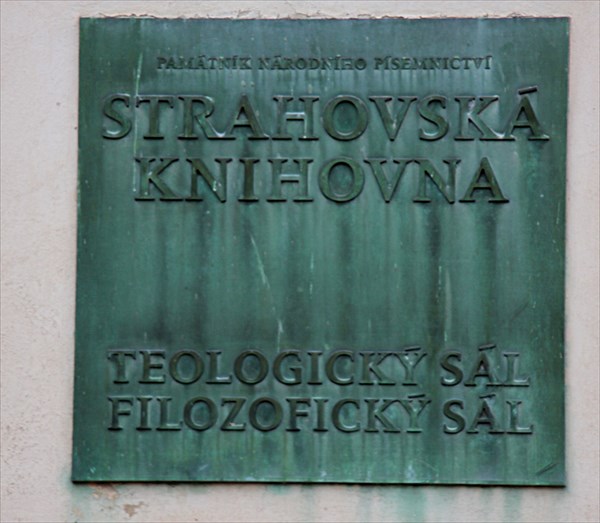 PAMÁTNÍK NÁRODNÍHO PÍSEMNICTVÍ
STRAHOVSKÁ
KNIHOVNA
TEOLOGICKÝ SÁL
FILOZOFICKÝ SÁL